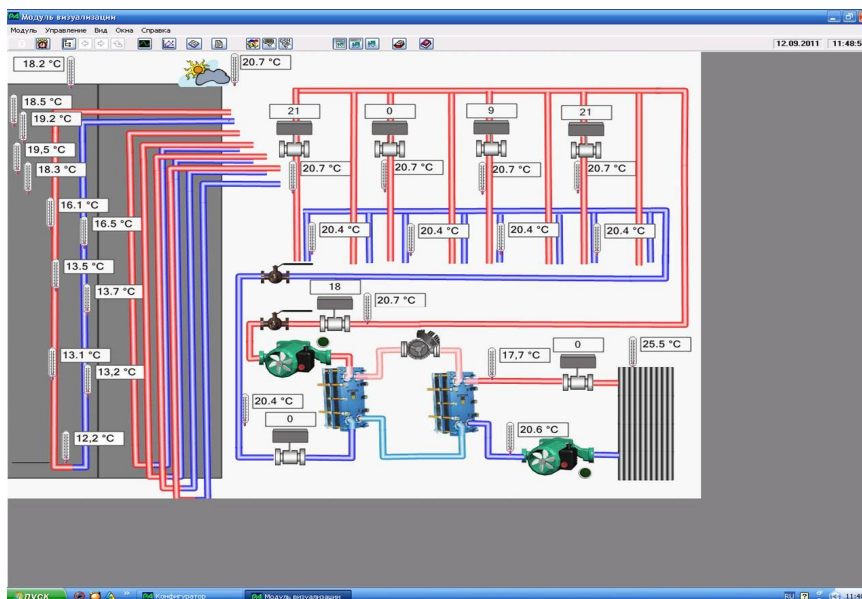 Модуль визуализации
Модуль Управление Вид Окна Справка
12.09.2011 11:48:5
18.2 °C
20.7 °C
18.5 °C
19.2 °C
19,5 °C
18.3 °C
21
0
9
21
20.7 °C
20.7 °C
20.7 °C
20.7 °C
16.1 °C
16.5 °C
20.4 °C
20.4 °C
20.4 °C
20.4 °C
13.5 °C
13.7 °C
18
20.7 °C
13.1 °C
13,2 °C
17,7 °C
0
25.5 °C
20.4 °C
0
20.6 °C
12,2 °C
пуск
Конфигуратор
Модуль визуализации
RU
11:48